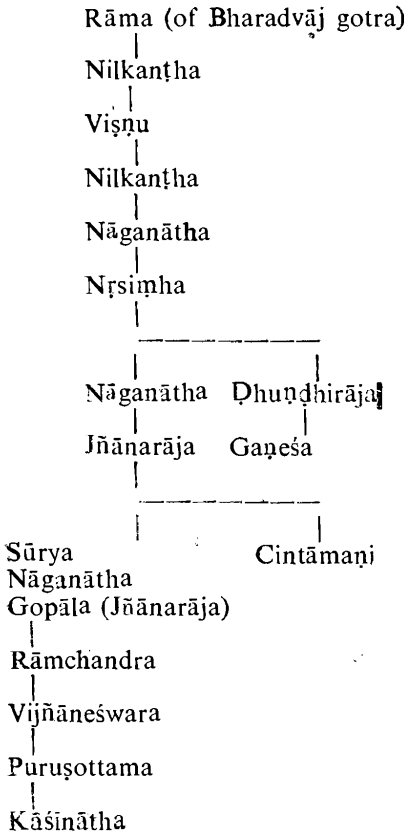 Rāma (of Bharadvāj gotra)
Nilkaṇṭha
Viṣṇu
Nilkaṇṭha
Nāganātha
Nṛsiṃha
Nāganātha Ḍhuṇḍhirāja
Jñānarāja Gaṇeśa
Sūrya Cintāmaṇi
Nāganātha
Gopāla (Jñānarāja)
Rāmchandra
Vijñāneśwara
Puruṣottama
Kāśīnātha